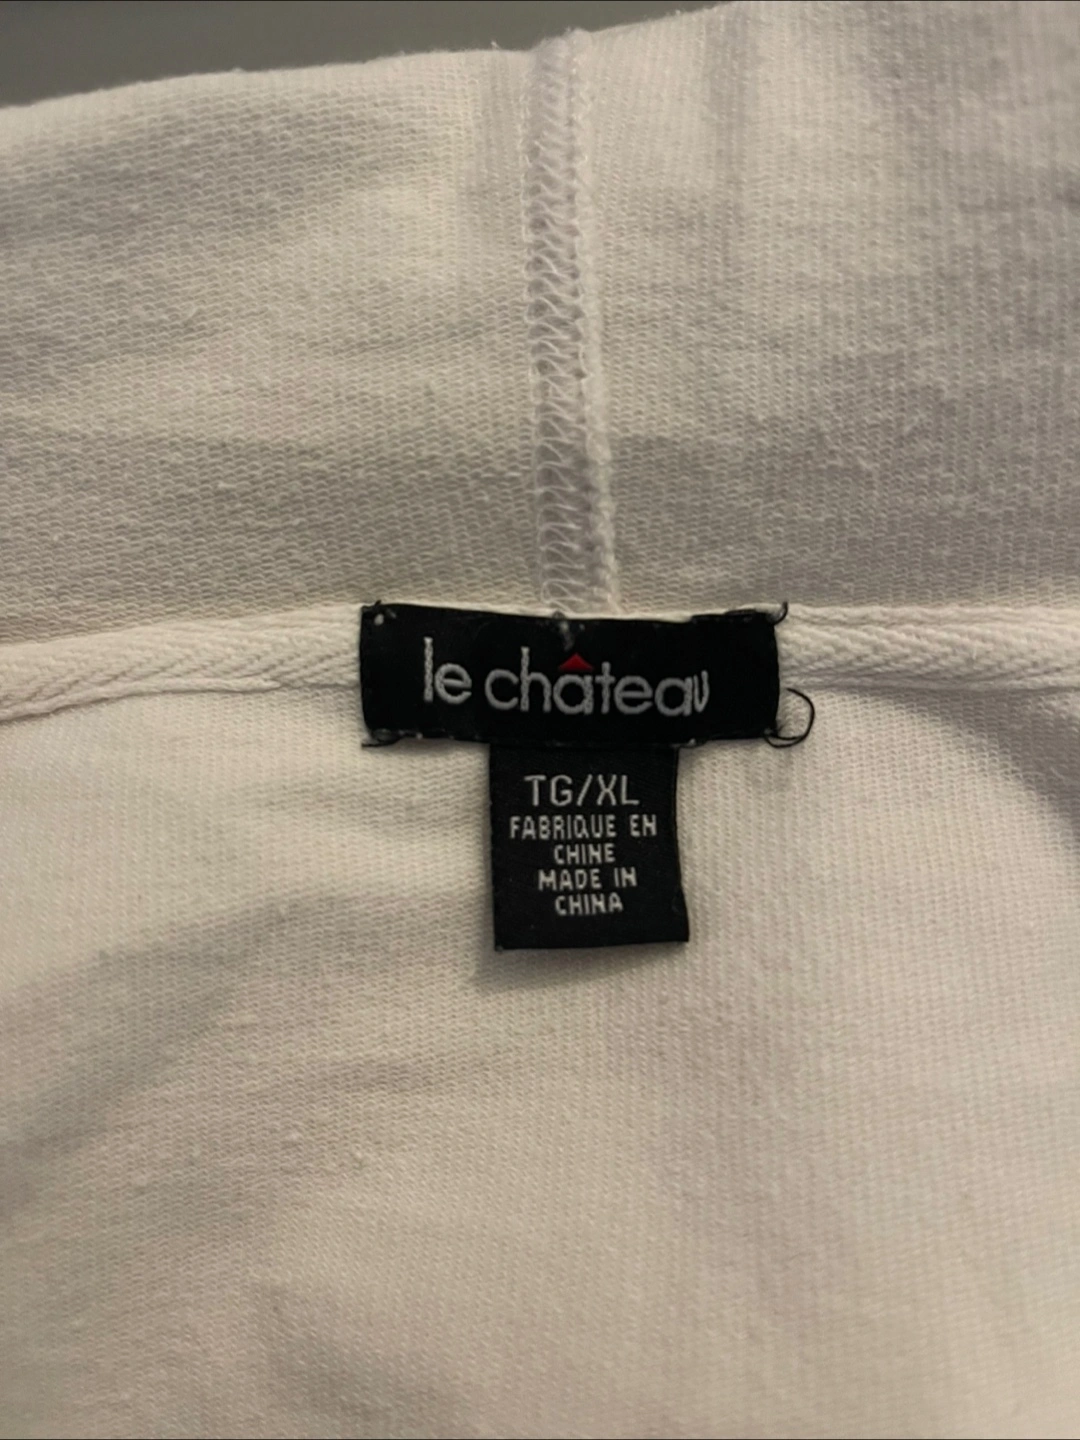 le château
TG/XL
FABRIQUE EN
CHINE
MADE IN
CHINA